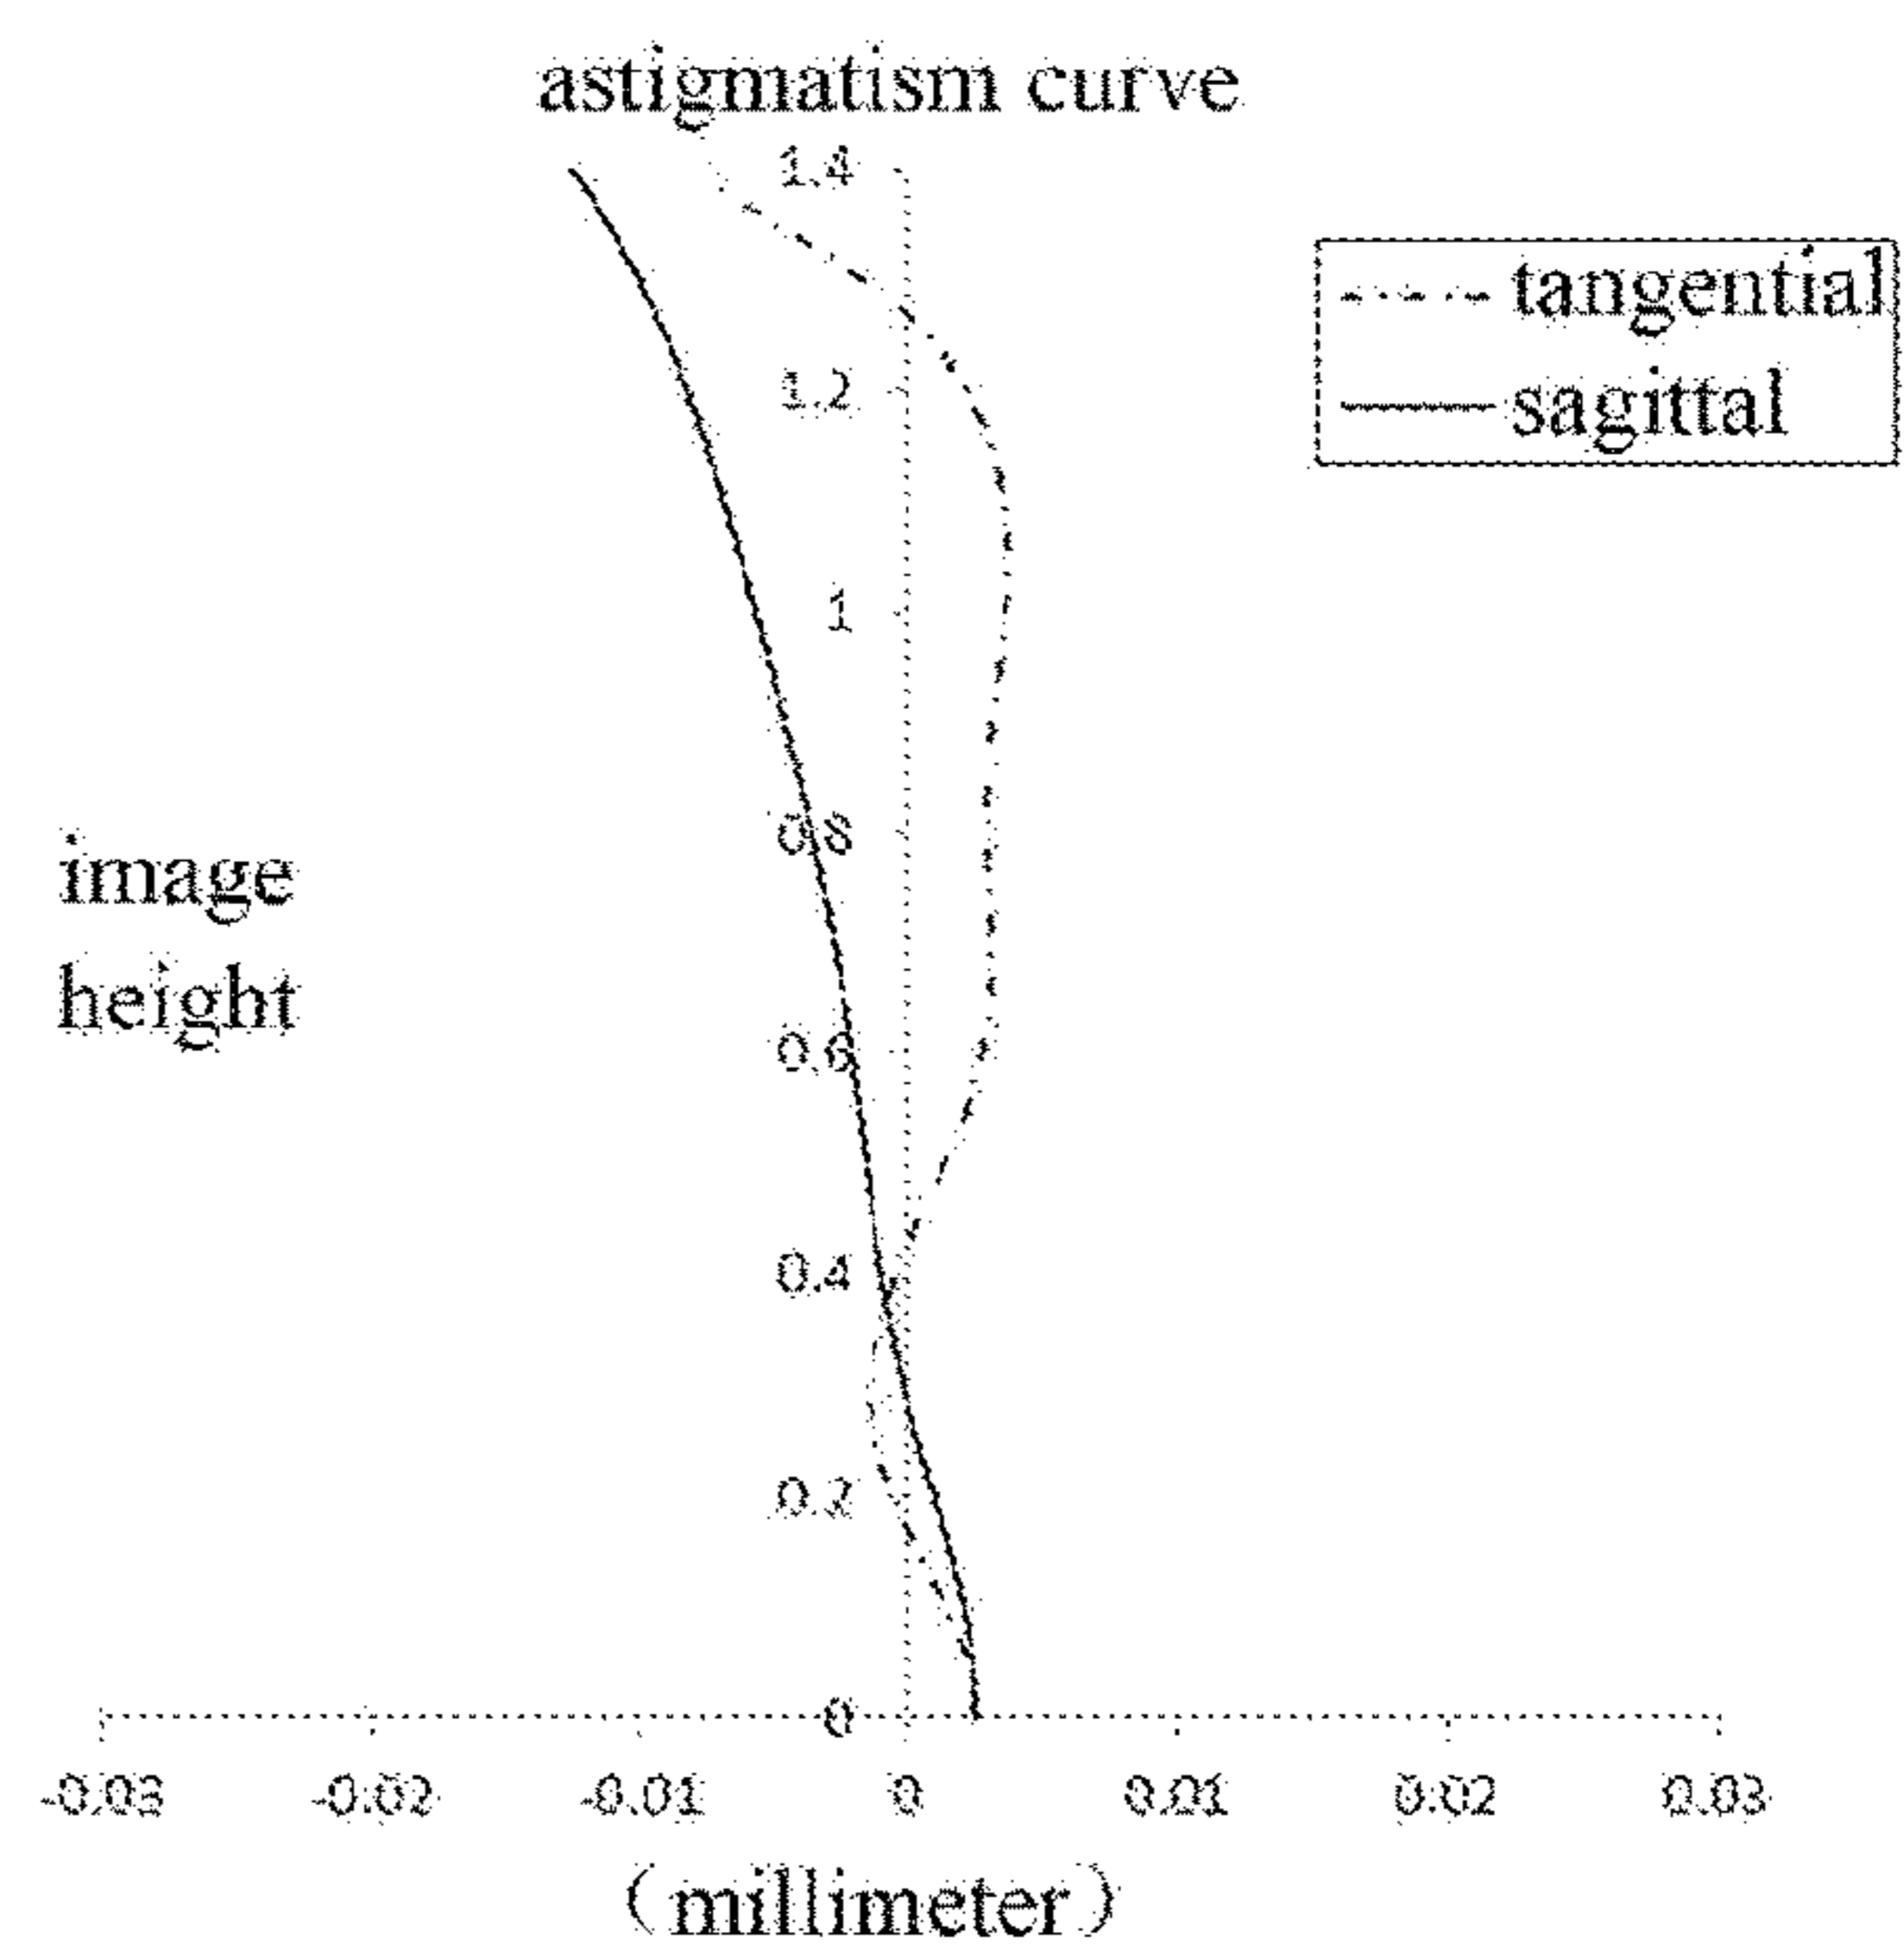 astigmatism curve
1.4
tangential
1.2
sagittal
1
0.8
image
height
0.6
0.4
0.2
0
-0.03 -0.02 -0.01 0 0.01 0.02 0.03
（millimeter）